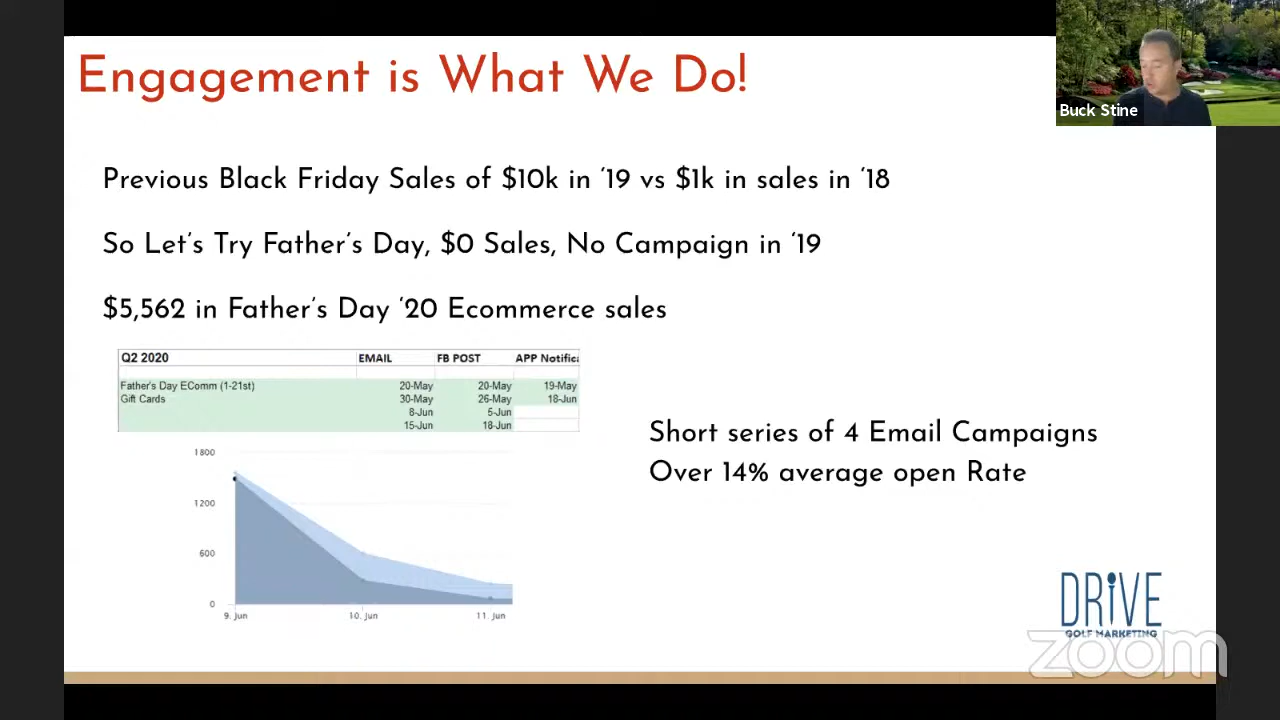 Engagement is What We Do!
Buck Stine
Previous Black Friday Sales of $10k in '19 vs $1k in sales in '18
So Let's Try Father's Day, $0 Sales, No Campaign in '19
$5,562 in Father's Day '20 Ecommerce sales
Q2 2020 EMAIL FB POST APP Notific
Father's Day EComm (1-21st) 20-May 20-May 19-May
Gift Cards 30-May 26-May 18-Jun
8-Jun 5-Jun
15-Jun 18-Jun
Short series of 4 Email Campaigns
Over 14% average open Rate
1800
1200
600
0
9. Jun 10. Jun 11. Jun
DRIVE
GOLF MARKETING
zoom